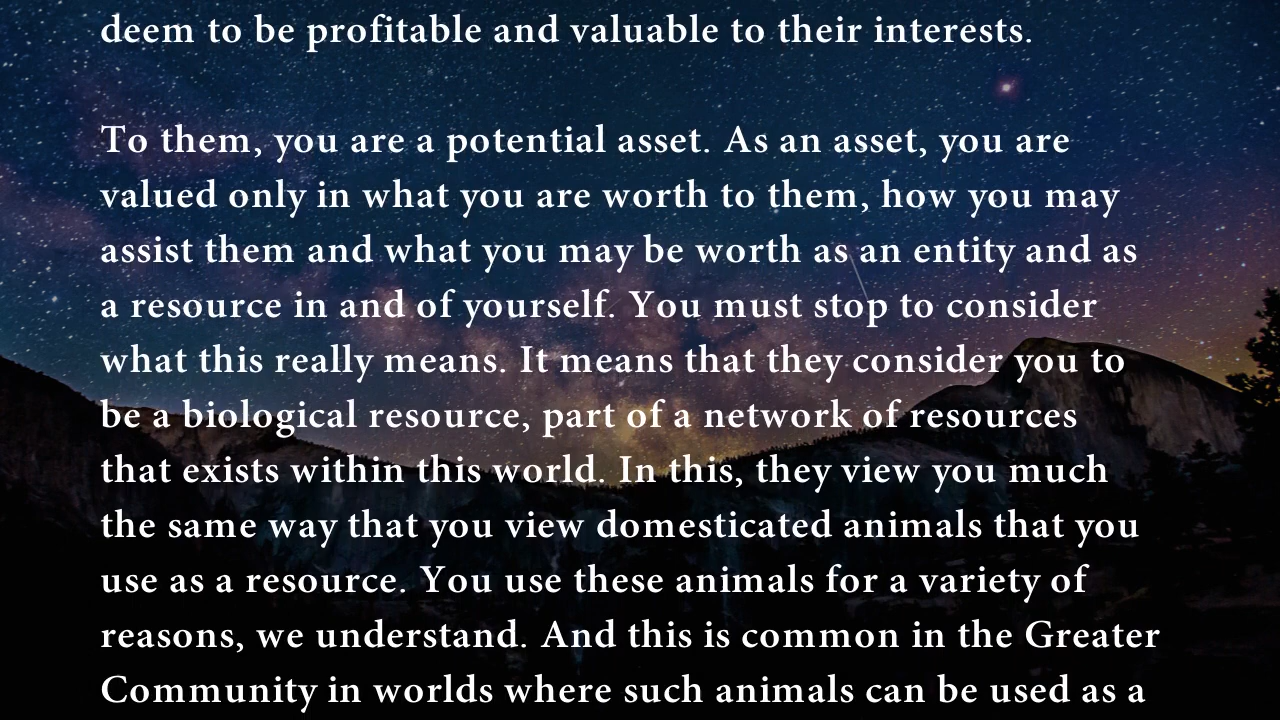 deem to be profitable and valuable to their interests.
To them, you are a potential asset. As an asset, you are
valued only in what you are worth to them, how you may
assist them and what you may be worth as an entity and as
a resource in and of yourself. You must stop to consider
what this really means. It means that they consider you to
be a biological resource, part of a network of resources
that exists within this world. In this, they view you much
the same way that you view domesticated animals that you
use as a resource. You use these animals for a variety of
reasons, we understand. And this is common in the Greater
Community in worlds where such animals can be used as a